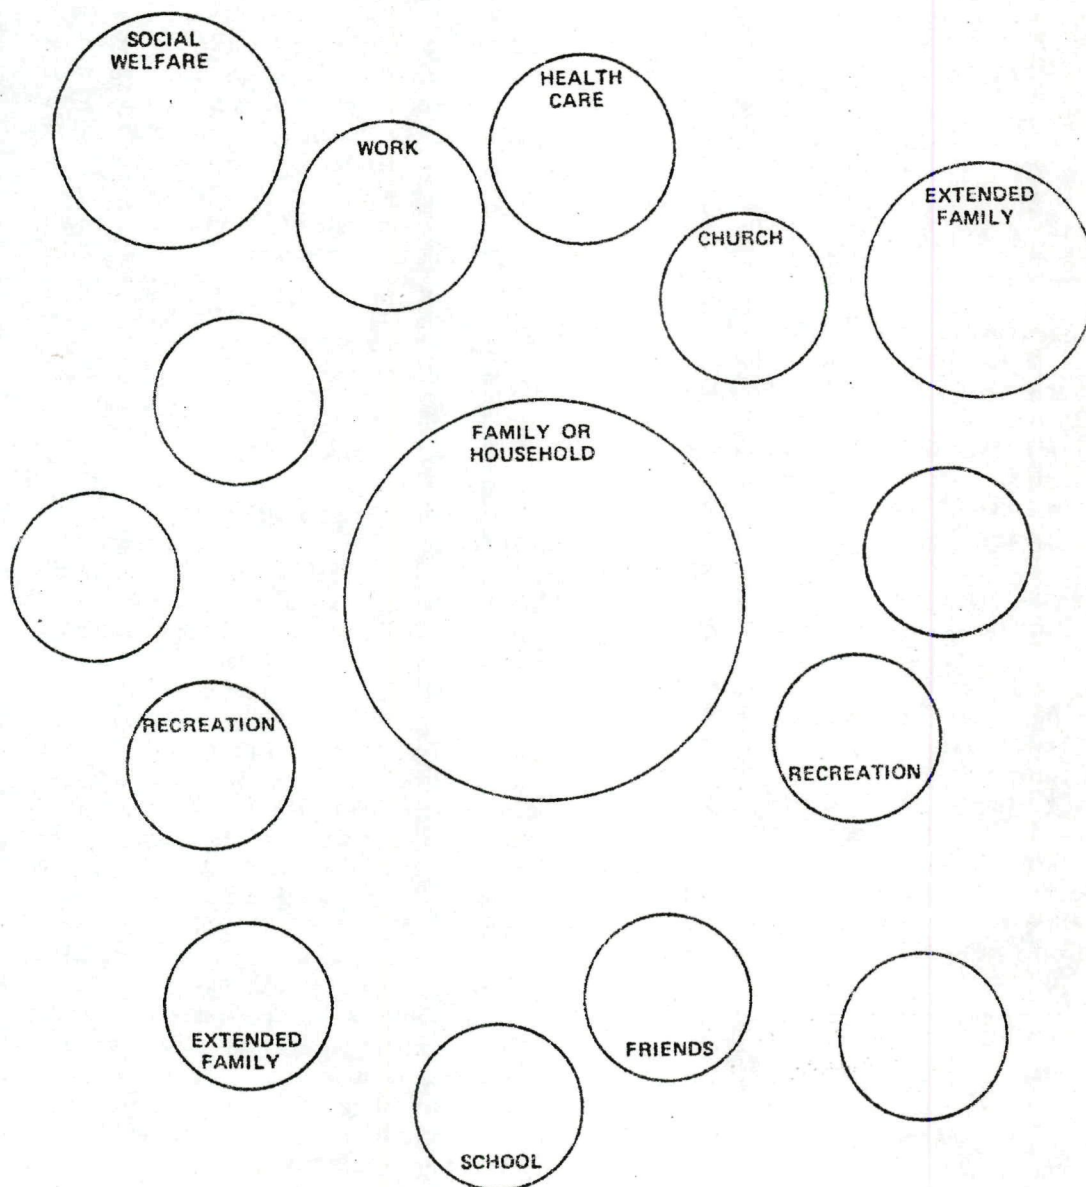 SOCIAL
WELFARE
HEALTH
CARE
WORK
EXTENDED
FAMILY
CHURCH
FAMILY OR
HOUSEHOLD
RECREATION
RECREATION
EXTENDED
FAMILY
FRIENDS
SCHOOL